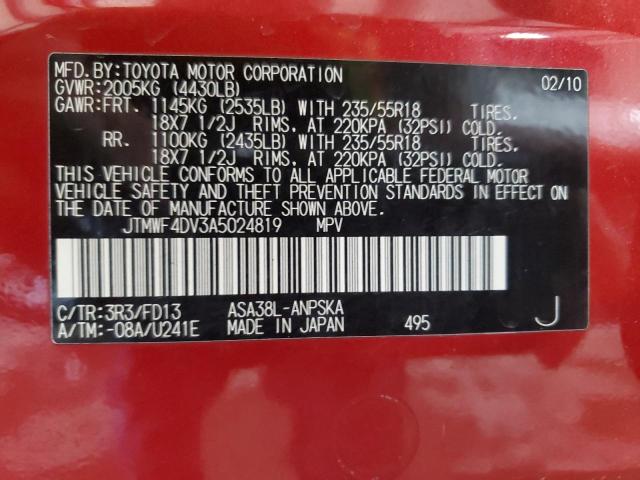 MFD.BY:TOYOTA MOTOR CORPORATION 02/10
GVWR:2005KG (4430LB)
GAWR:FRT. 1145KG (2535LB) WITH 235/55R18 TIRES.
18X7 1/2J RIMS. AT 220KPA (32PSI) COLD.
RR. 1100KG (2435LB) WITH 235/55R18 TIRES.
18X7 1/2J RIMS. AT 220KPA (32PSI) COLD.
THIS VEHICLE CONFORMS TO ALL APPLICABLE FEDERAL MOTOR
VEHICLE SAFETY AND THEFT PREVENTION STANDARDS IN EFFECT ON
THE DATE OF MANUFACTURE SHOWN ABOVE.
JTMWF4DV3A5024819 MPV
C/TR:3R3/FD13 ASA38L-ANPSKA
A/TM:-08A/U241E MADE IN JAPAN 495 J